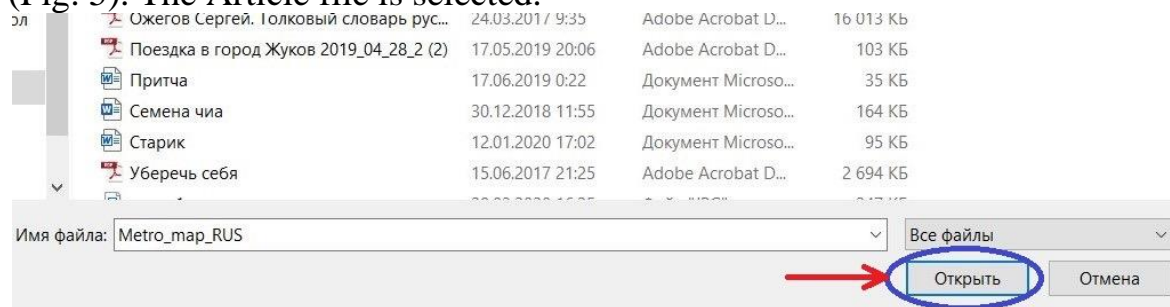 (Fig. 3). The Article file is selected.
Ожегов Сергей. Толковый словарь рус... 24.03.2017 9:35 Adobe Acrobat D... 16 013 КБ
Поездка в город Жуков 2019_04_28_2 (2) 17.05.2019 20:06 Adobe Acrobat D... 103 КБ
Притча 17.06.2019 0:22 Документ Microso... 35 КБ
Семена чиа 30.12.2018 11:55 Документ Microso... 164 КБ
Старик 12.01.2020 17:02 Документ Microso... 95 КБ
Уберечь себя 15.06.2017 21:25 Adobe Acrobat D... 2 694 КБ
Имя файла: Metro_map_RUS Все файлы
Открыть Отмена